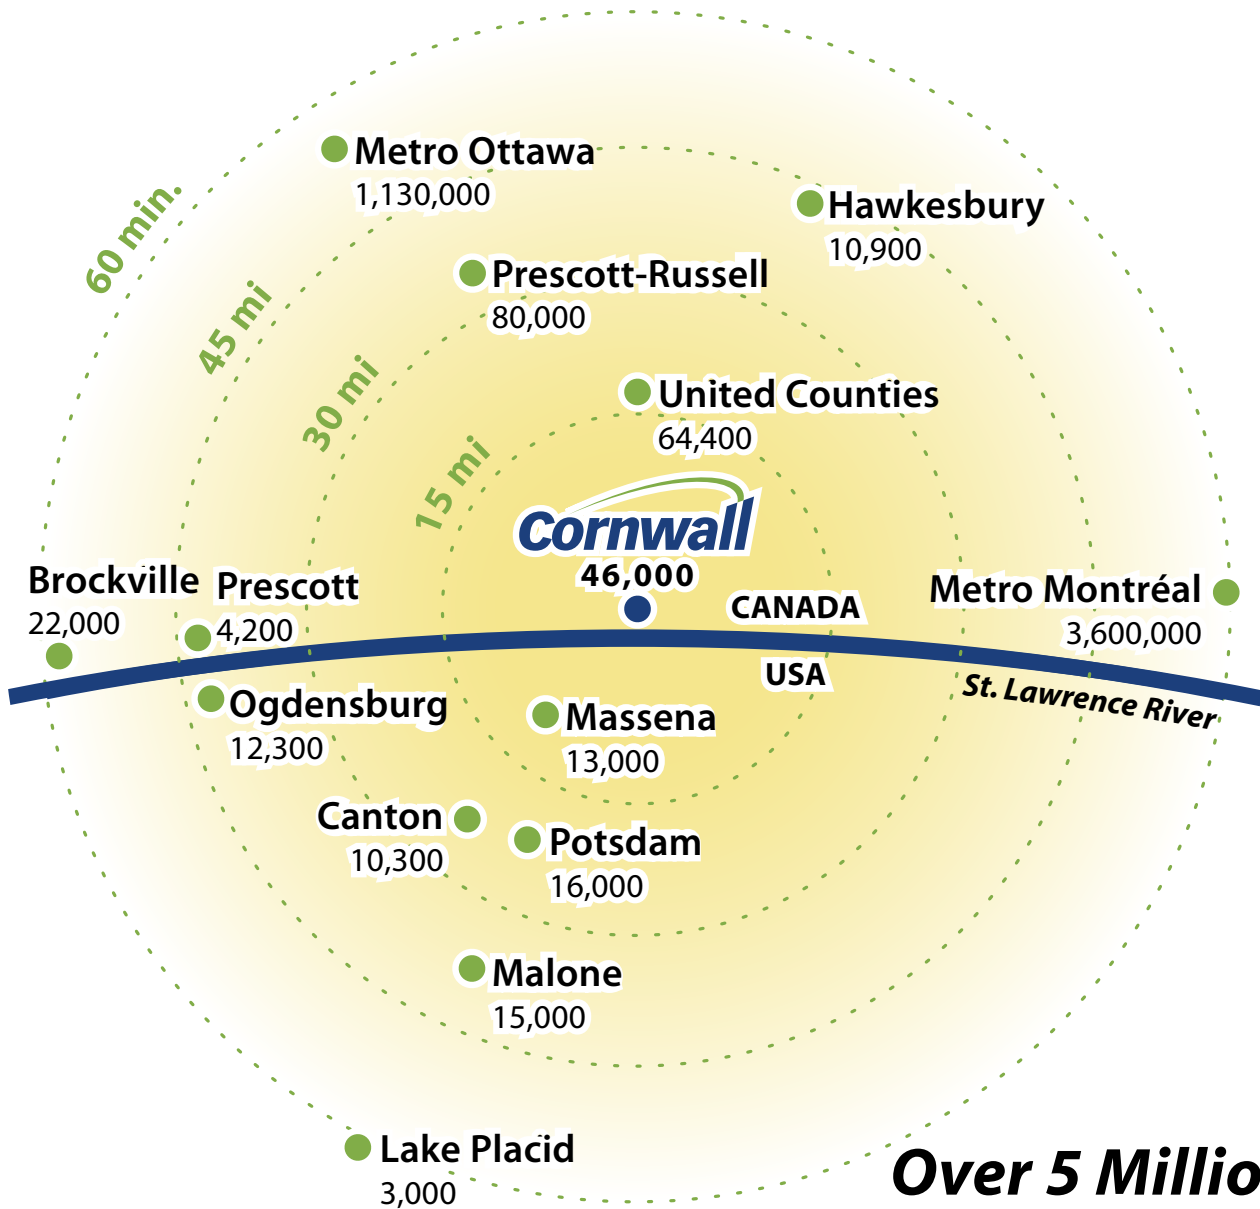 Metro Ottawa
1,130,000
60 min.
Hawkesbury
10,900
Prescott-Russell
80,000
45 mi
30 mi
United Counties
64,400
15 mi
Cornwall
46,000
Brockville
22,000
Prescott
4,200
CANADA
Metro Montréal
3,600,000
USA
St. Lawrence River
Ogdensburg
12,300
Massena
13,000
Canton
10,300
Potsdam
16,000
Malone
15,000
Lake Placid
3,000
Over 5 Millio